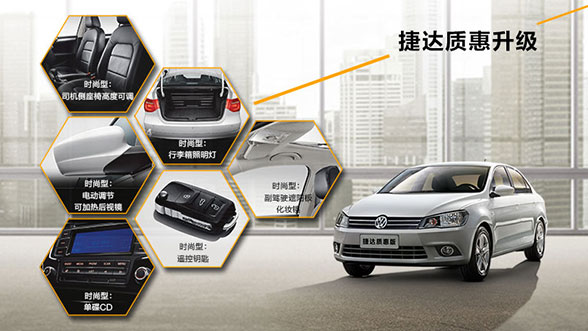 捷达质惠升级
时尚型：
司机侧座椅高度可调
时尚型：
行李箱照明灯
时尚型：
电动调节
可加热后视镜
时尚型：
副驾驶遮阳板
化妆镜
时尚型：
遥控钥匙
时尚型：
单碟CD
捷达质惠版